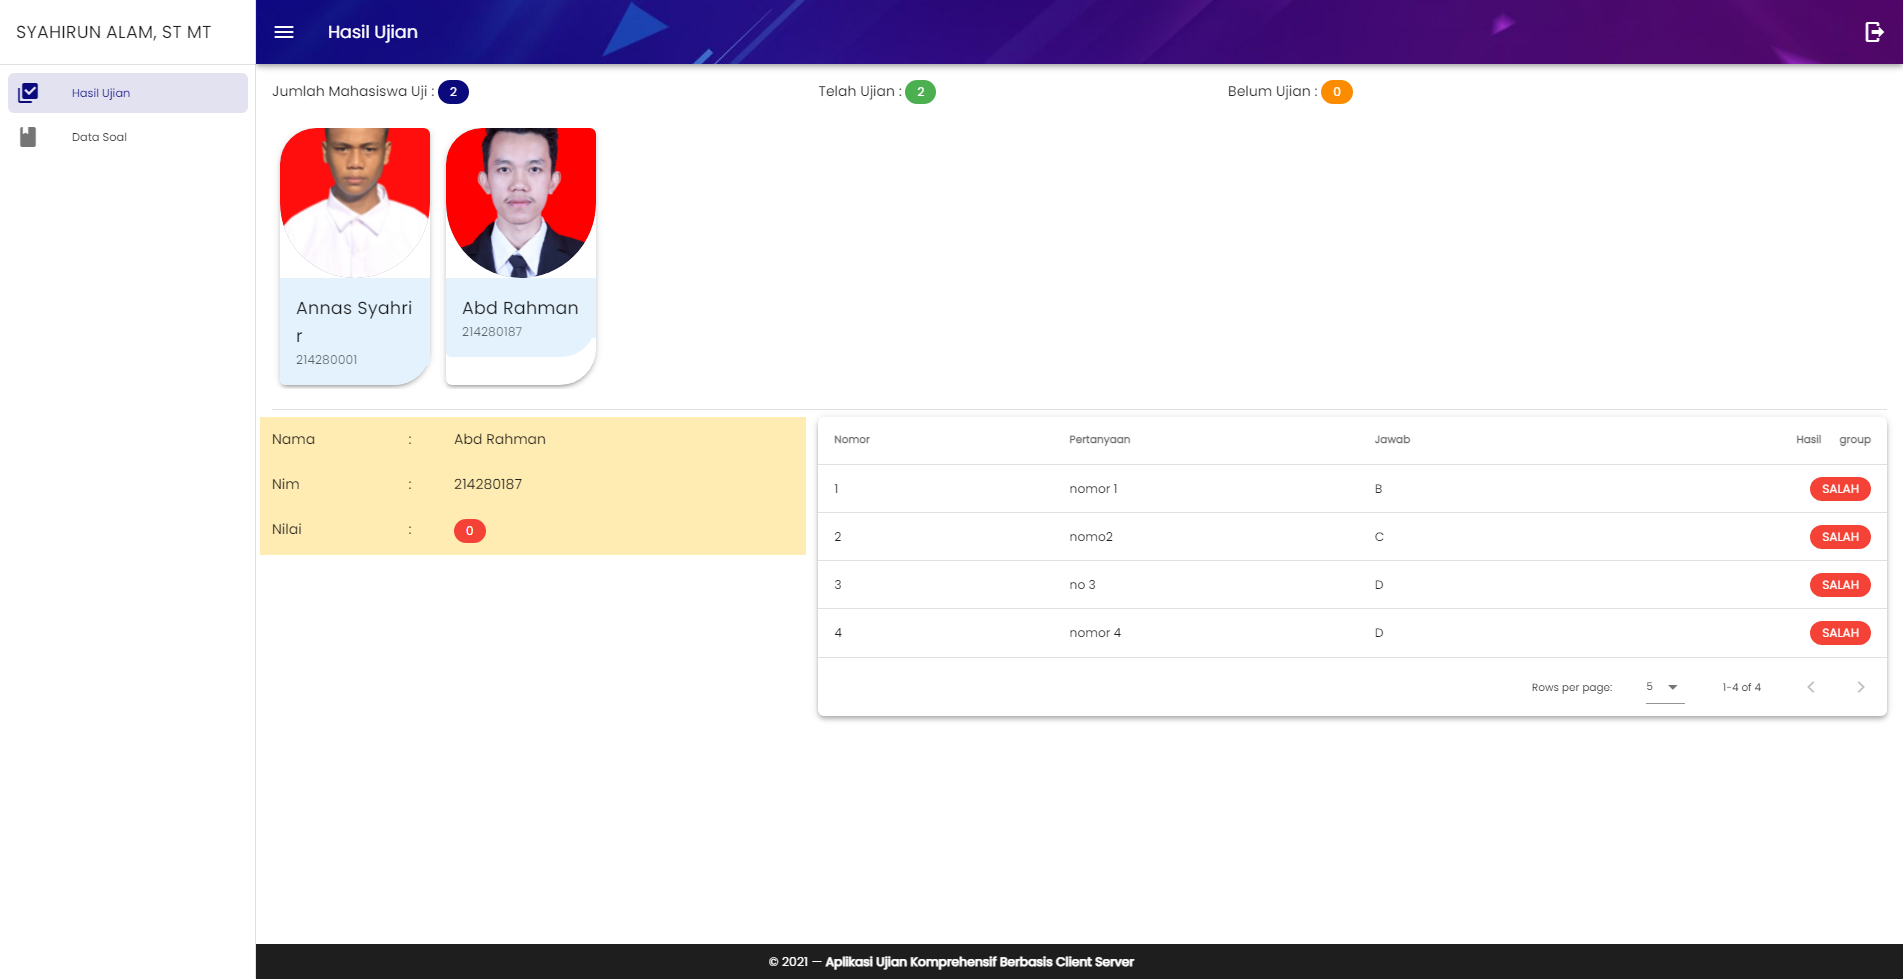 SYAHIRUN ALAM, ST MT
Hasil Ujian
Hasil Ujian
Data Soal
Jumlah Mahasiswa Uji : 2
Telah Ujian : 2
Belum Ujian : 0
Annas Syahri
r
214280001
Abd Rahman
214280187
Nama : Abd Rahman
Nim : 214280187
Nilai : 0
Nomor Pertanyaan Jawab Hasil group
1 nomor 1 B SALAH
2 nomo2 C SALAH
3 no 3 D SALAH
4 nomor 4 D SALAH
Rows per page: 5 1-4 of 4
© 2021 — Aplikasi Ujian Komprehensif Berbasis Client Server